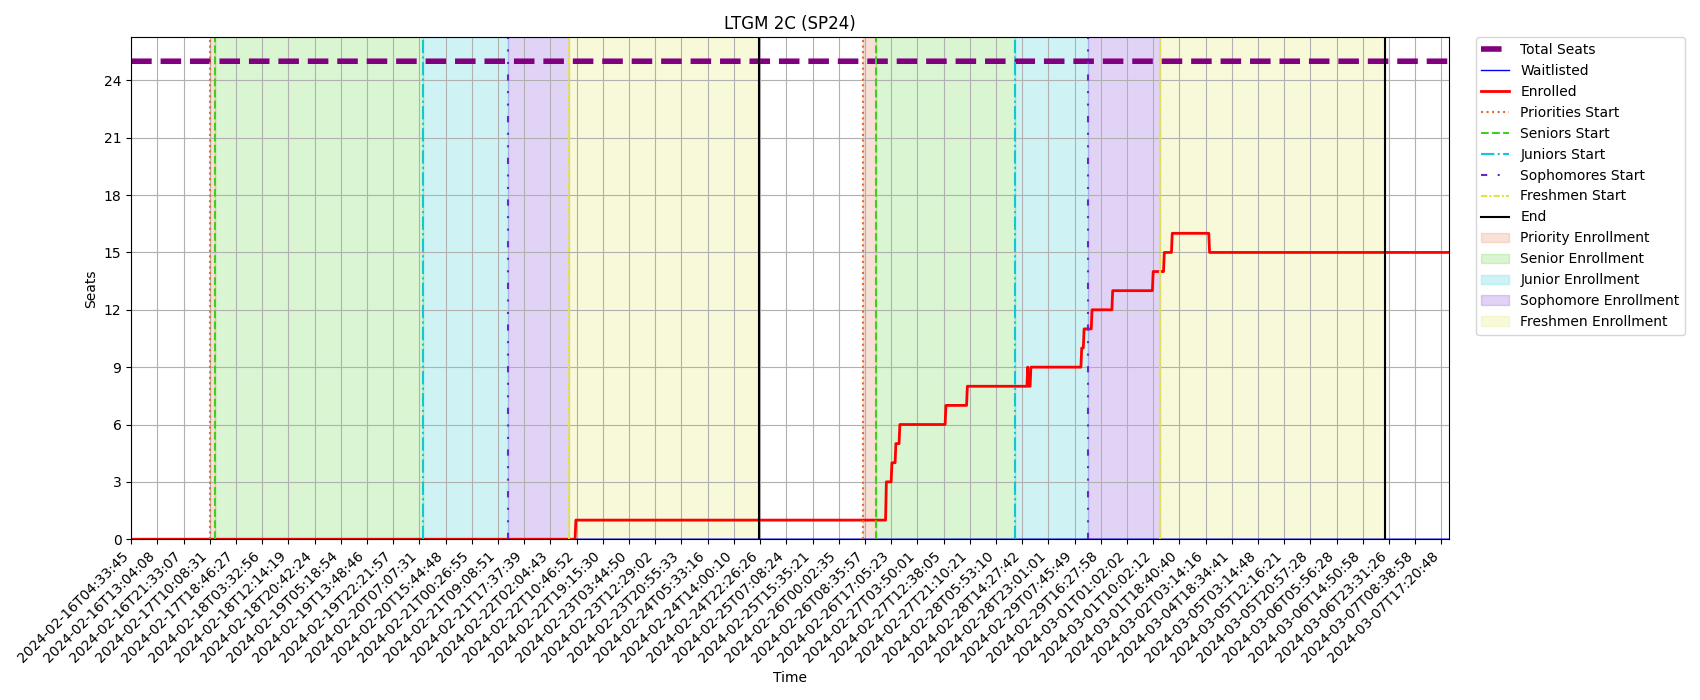 LTGM 2C (SP24)
Total Seats
Waitlisted
Enrolled
Priorities Start
Seniors Start
Juniors Start
Sophomores Start
Freshmen Start
End
Priority Enrollment
Senior Enrollment
Junior Enrollment
Sophomore Enrollment
Freshmen Enrollment
Seats
24
21
18
15
12
9
6
3
0
2024-02-16T04:33:45
2024-02-16T13:04:08
2024-02-16T21:33:07
2024-02-17T10:08:31
2024-02-17T18:46:27
2024-02-18T03:32:56
2024-02-18T12:14:19
2024-02-18T20:42:24
2024-02-19T05:18:54
2024-02-19T13:48:46
2024-02-19T22:21:57
2024-02-20T07:07:31
2024-02-20T15:44:48
2024-02-21T00:26:55
2024-02-21T09:08:51
2024-02-21T17:37:39
2024-02-22T02:04:43
2024-02-22T10:46:52
2024-02-22T19:15:30
2024-02-23T03:44:50
2024-02-23T12:29:02
2024-02-23T20:55:33
2024-02-24T05:33:16
2024-02-24T14:00:10
2024-02-24T22:26:26
2024-02-25T07:08:24
2024-02-25T15:35:21
2024-02-26T00:02:35
2024-02-26T08:35:57
2024-02-26T17:05:23
2024-02-27T03:50:01
2024-02-27T12:38:05
2024-02-27T21:10:21
2024-02-28T05:53:10
2024-02-28T14:27:42
2024-02-28T23:01:01
2024-02-29T07:45:49
2024-02-29T16:27:58
2024-03-01T01:02:02
2024-03-01T10:02:12
2024-03-01T18:40:40
2024-03-02T03:14:16
2024-03-04T18:34:41
2024-03-05T03:14:48
2024-03-05T12:16:21
2024-03-05T20:57:28
2024-03-06T05:56:28
2024-03-06T14:50:58
2024-03-06T23:31:26
2024-03-07T08:38:58
2024-03-07T17:20:48
Time